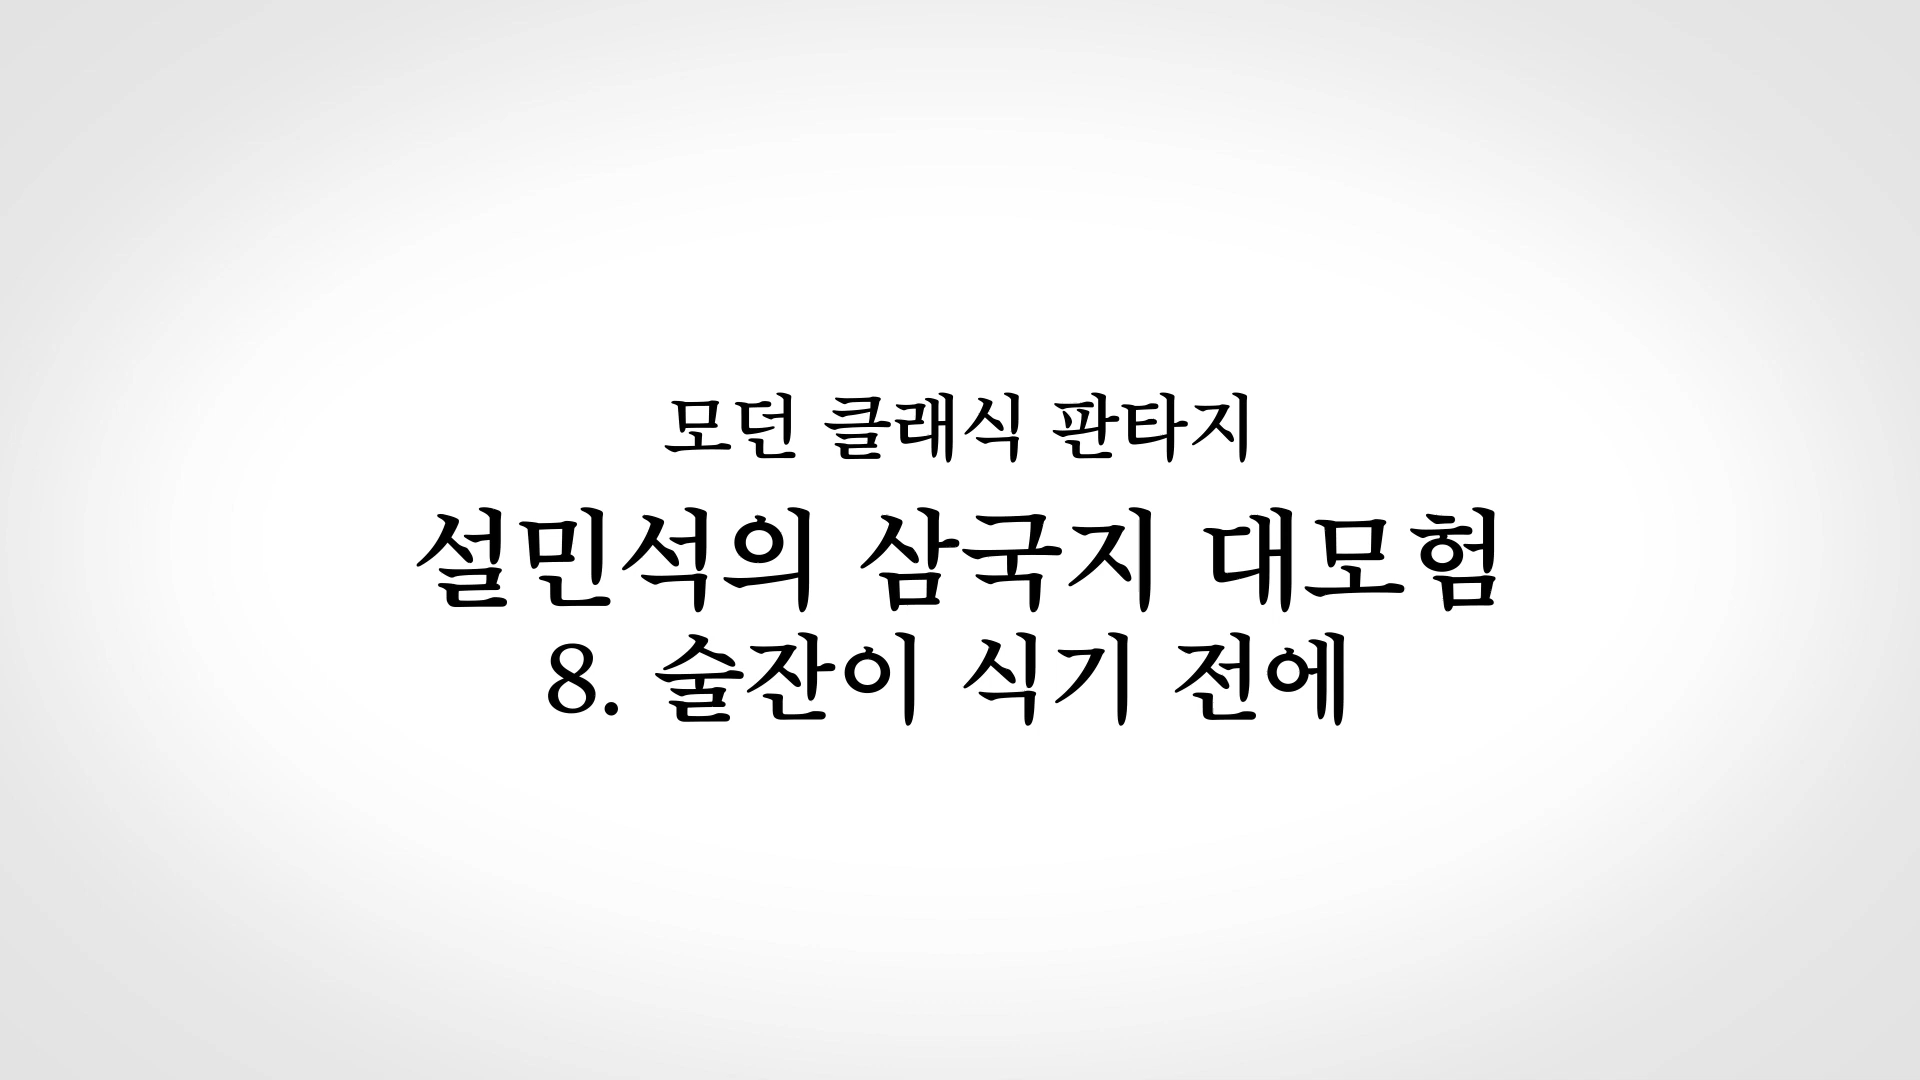 모던 클래식 판타지
설민석의 삼국지 대모험
8. 술잔이 식기 전에